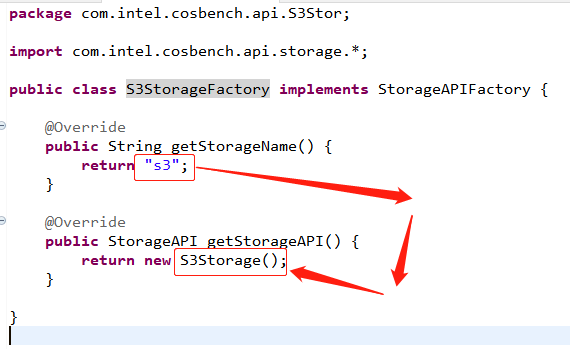 package com.intel.cosbench.api.S3Stor;
import com.intel.cosbench.api.storage.*;
public class S3StorageFactory implements StorageAPIFactory {
@Override
public String getStorageName() {
return "s3";
}
@Override
public StorageAPI getStorageAPI() {
return new S3Storage();
}
}